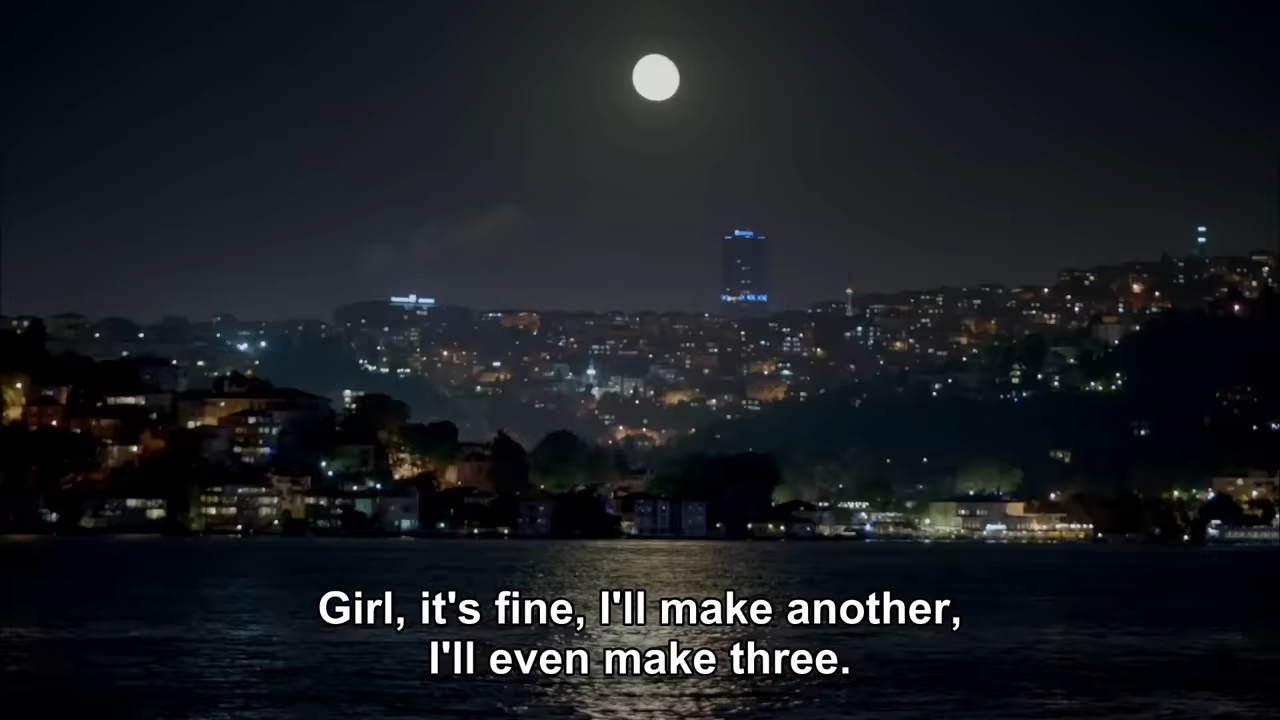 Girl, it's fine, I'll make another,
I'll even make three.